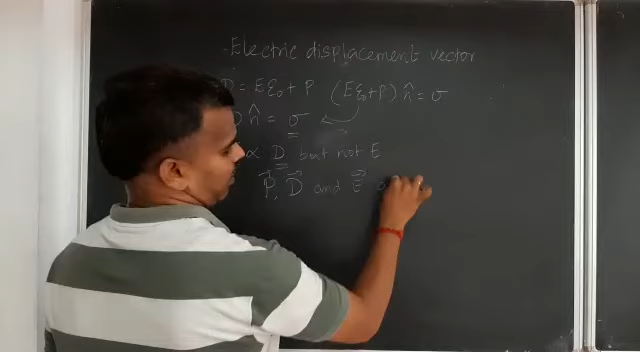 Electric displacement vector
D = Eε₀ + P (Eε₀+P) n̂ = σ
D n̂ = σ
∝ D but not E
P⃗, D⃗ and E⃗